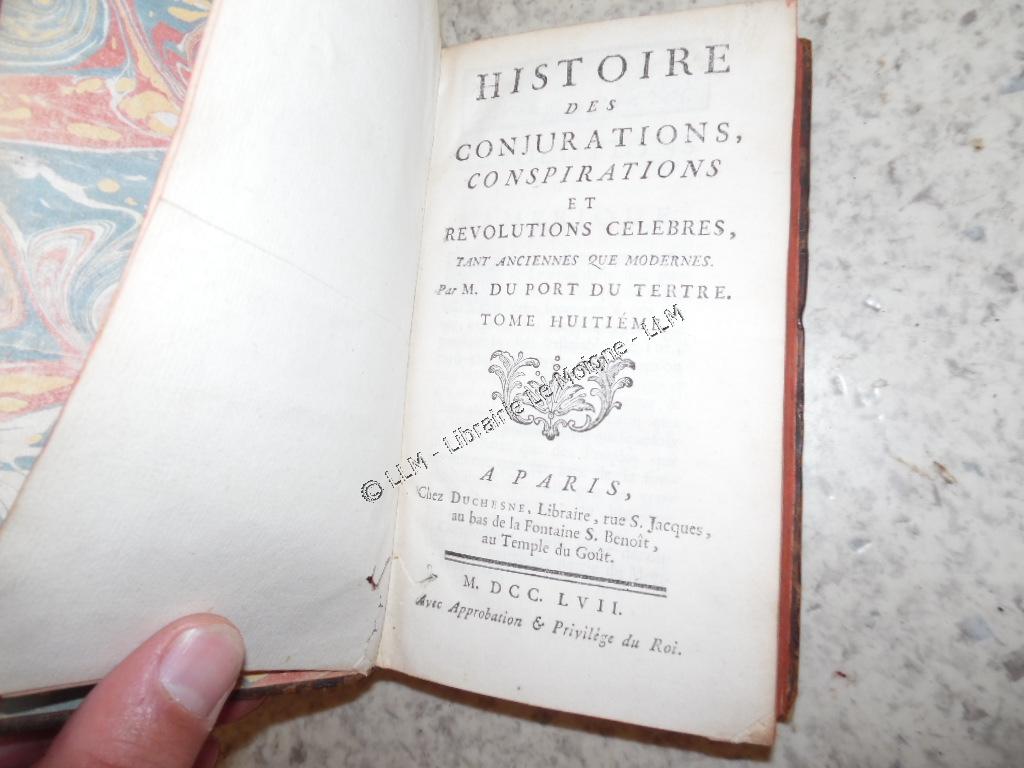 HISTOIRE
DES
CONJURATIONS,
CONSPIRATIONS
ET
REVOLUTIONS CELEBRES,
TANT ANCIENNES QUE MODERNES.
Par M. DU PORT DU TERTRE.
TOME HUITIÉME.
© LLM - Librairie Le Moigne - LLM
A PARIS,
Chez DUCHESNE, Libraire, rue S. Jacques,
au bas de la Fontaine S. Benoît,
au Temple du Goût.
M. DCC. LVII.
Avec Approbation & Privilége du Roi.